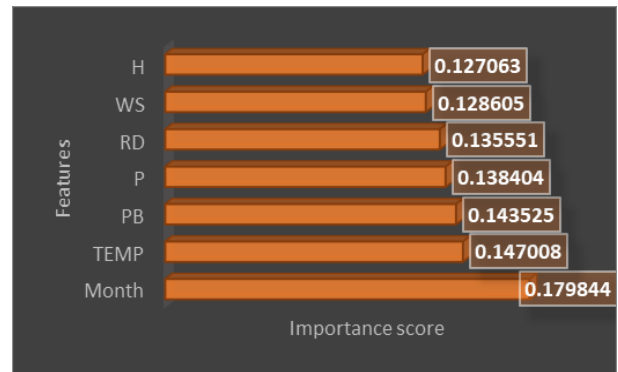 H 0.127063
WS 0.128605
RD 0.135551
P 0.138404
PB 0.143525
TEMP 0.147008
Month 0.179844
Features
Importance score